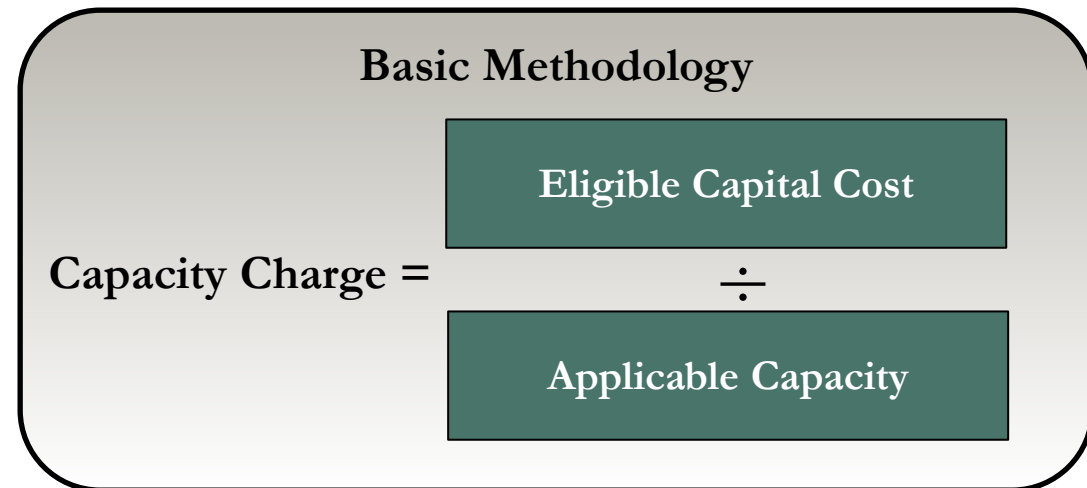 Basic Methodology
Eligible Capital Cost
Capacity Charge =
÷
Applicable Capacity